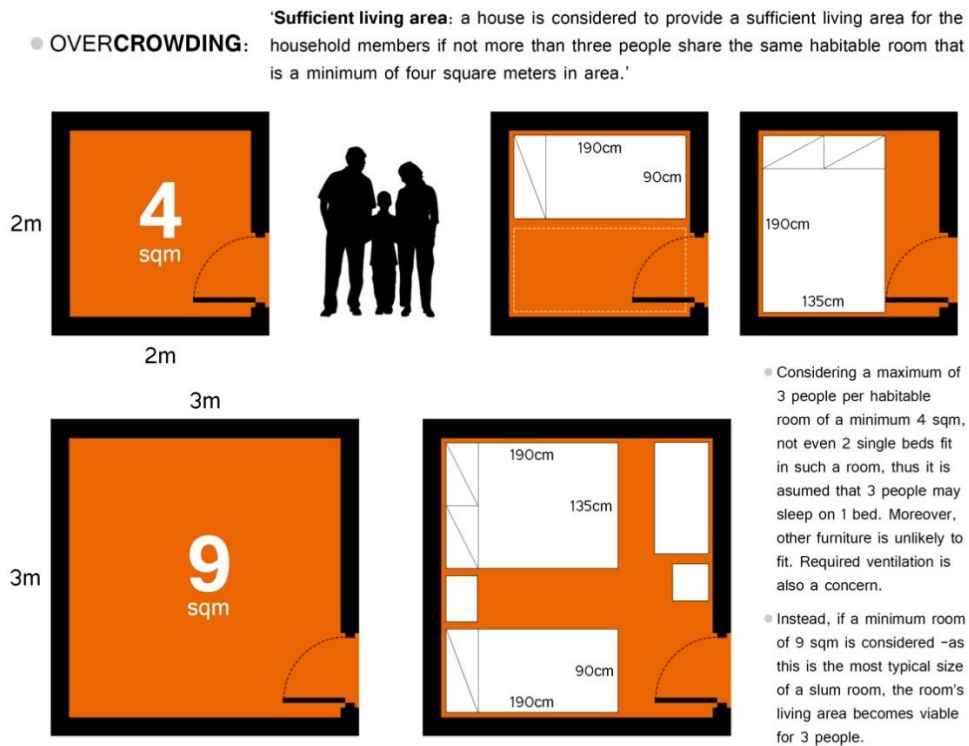 OVERCROWDING:
'Sufficient living area: a house is considered to provide a sufficient living area for the
household members if not more than three people share the same habitable room that
is a minimum of four square meters in area.'
2m
4
sqm
2m
190cm
90cm
190cm
135cm
3m
3m
9
sqm
190cm
135cm
90cm
190cm
Considering a maximum of
3 people per habitable
room of a minimum 4 sqm,
not even 2 single beds fit
in such a room, thus it is
asumed that 3 people may
sleep on 1 bed. Moreover,
other furniture is unlikely to
fit. Required ventilation is
also a concern.
Instead, if a minimum room
of 9 sqm is considered -as
this is the most typical size
of a slum room, the room's
living area becomes viable
for 3 people.